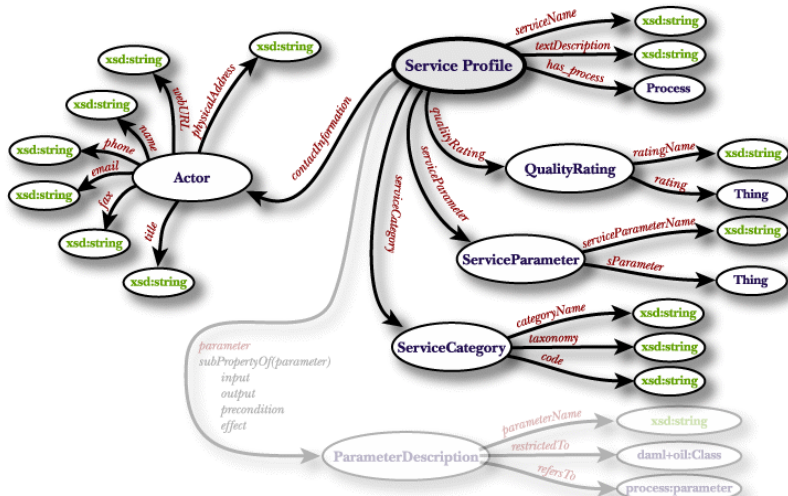 serviceName
xsd:string
textDescription
xsd:string
has_process
Process
Service Profile
xsd:string
xsd:string
webURL
physicalAddress
xsd:string
name
xsd:string
phone
xsd:string
email
xsd:string
fax
xsd:string
title
Actor
contactInformation
qualityRating
QualityRating
ratingName
xsd:string
rating
Thing
serviceParameter
ServiceParameter
serviceParameterName
xsd:string
sParameter
Thing
serviceCategory
ServiceCategory
categoryName
xsd:string
taxonomy
xsd:string
code
xsd:string
parameter
subPropertyOf(parameter)
input
output
precondition
effect
ParameterDescription
parameterName
xsd:string
restrictedTo
daml+oil:Class
refersTo
process:parameter
xsd:string